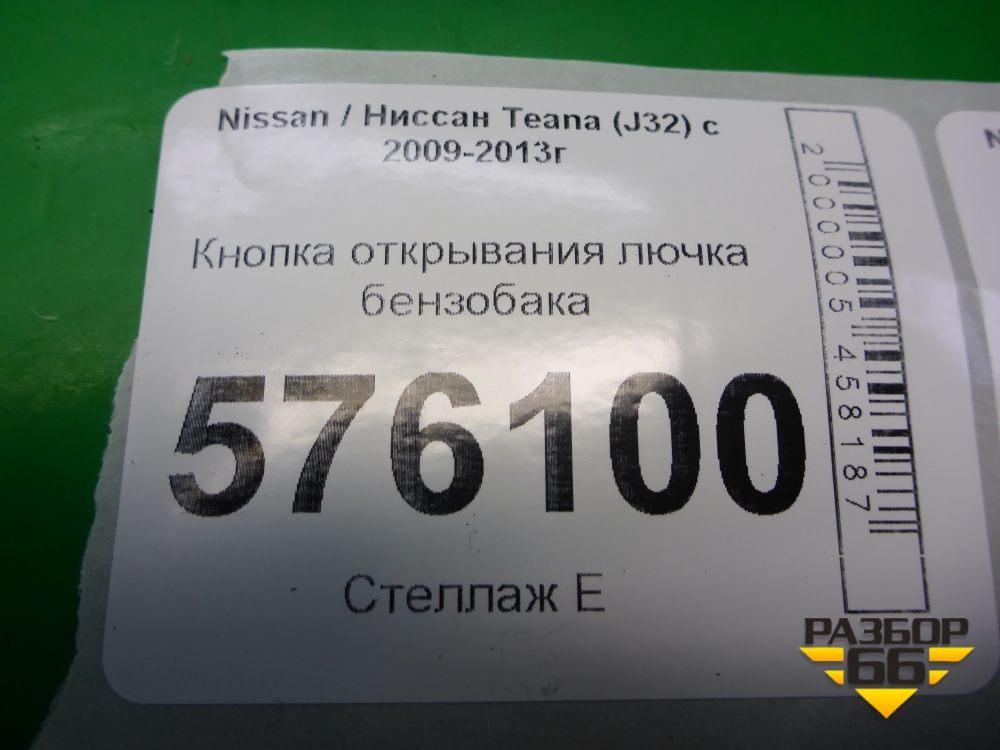 Nissan / Ниссан Teana (J32) с
2009-2013г
Кнопка открывания лючка
бензобака
576100
Стеллаж Е
2000005458187
РАЗБОР
66